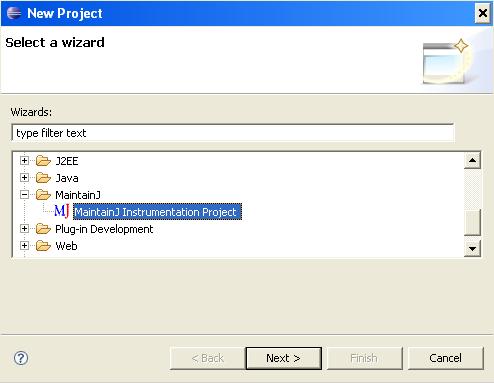 New Project
Select a wizard
Wizards:
type filter text
J2EE
Java
MaintainJ
MJ MaintainJ Instrumentation Project
Plug-in Development
Web
? < Back Next > Finish Cancel